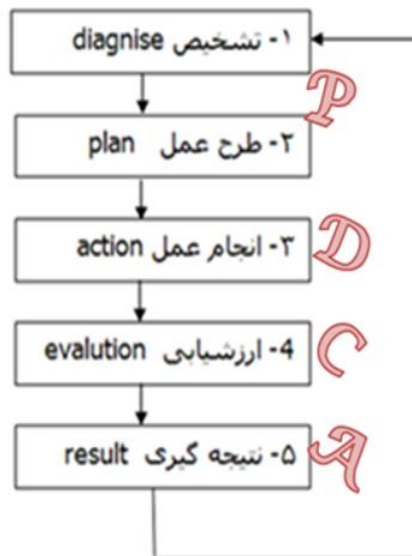 ۱- تشخیص diagnise
P
۲- طرح عمل plan
۳- انجام عمل action
D
4- ارزشیابی evalution
C
۵- نتیجه گیری result
A